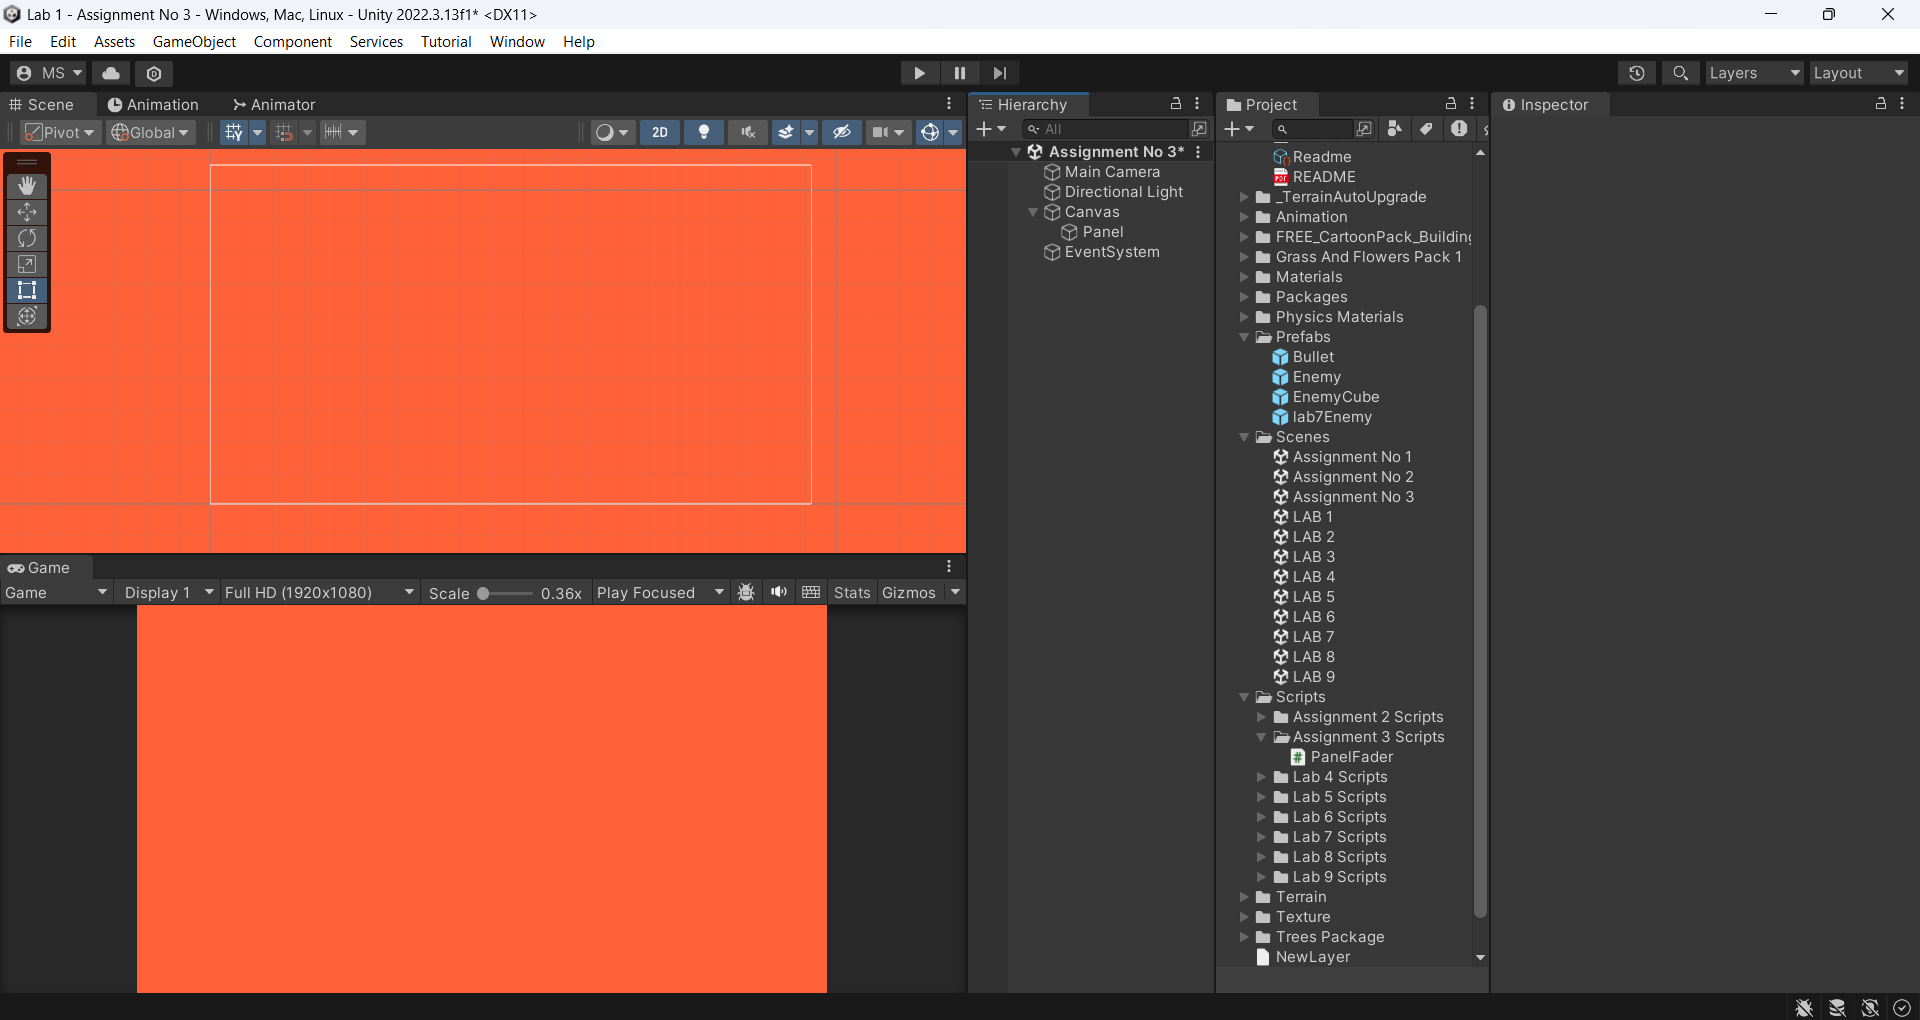 Lab 1 - Assignment No 3 - Windows, Mac, Linux - Unity 2022.3.13f1* <DX11>
File Edit Assets GameObject Component Services Tutorial Window Help
MS Layers Layout
Scene Animation Animator
Pivot Global 2D
Game
Game Display 1 Full HD (1920x1080) Scale 0.36x Play Focused Stats Gizmos
Hierarchy
All
Assignment No 3*
Main Camera
Directional Light
Canvas
Panel
EventSystem
Project
Readme
PDF README
_TerrainAutoUpgrade
Animation
FREE_CartoonPack_Building
Grass And Flowers Pack 1
Materials
Packages
Physics Materials
Prefabs
Bullet
Enemy
EnemyCube
lab7Enemy
Scenes
Assignment No 1
Assignment No 2
Assignment No 3
LAB 1
LAB 2
LAB 3
LAB 4
LAB 5
LAB 6
LAB 7
LAB 8
LAB 9
Scripts
Assignment 2 Scripts
Assignment 3 Scripts
# PanelFader
Lab 4 Scripts
Lab 5 Scripts
Lab 6 Scripts
Lab 7 Scripts
Lab 8 Scripts
Lab 9 Scripts
Terrain
Texture
Trees Package
NewLayer
Inspector